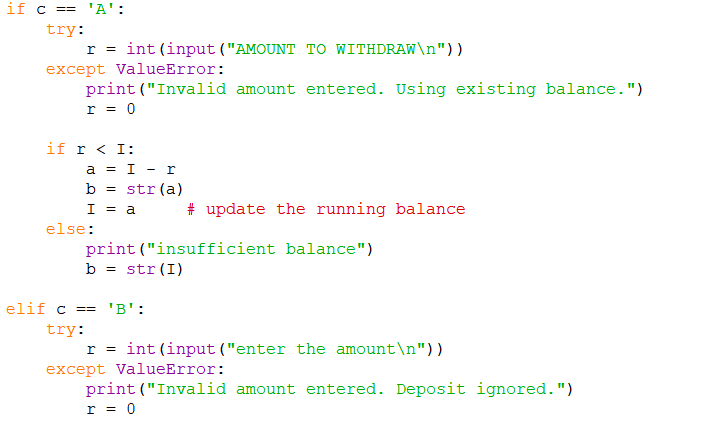 if c == 'A':
    try:
        r = int(input("AMOUNT TO WITHDRAW\n"))
    except ValueError:
        print("Invalid amount entered. Using existing balance.")
        r = 0

    if r < I:
        a = I - r
        b = str(a)
        I = a     # update the running balance
    else:
        print("insufficient balance")
        b = str(I)

elif c == 'B':
    try:
        r = int(input("enter the amount\n"))
    except ValueError:
        print("Invalid amount entered. Deposit ignored.")
        r = 0